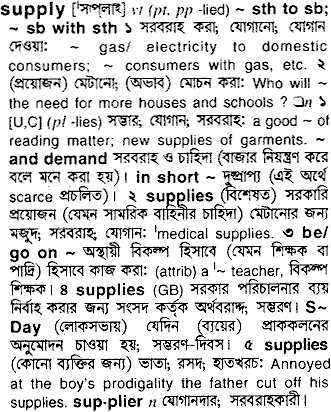 supply [সাপ্লাই] vt (pt. pp -lied) ~ sth to sb;
~ sb with sth ১ সরবরাহ করা; যোগানো; যোগান
দেওয়া: ~ gas/ electricity to domestic
consumers; ~ consumers with gas, etc. ২
(প্রয়োজন) মেটানো; (অভাব) মোচন করা: Who will ~
the need for more houses and schools ? □n ১
[U,C] (pl -lies) সম্ভার; যোগান; সরবরাহ: a good ~ of
reading matter; new supplies of garments. ~
and demand সরবরাহ ও চাহিদা (বাজার নিয়ন্ত্রণ করে
বলে মনে করা হয়)। in short ~ দুষ্প্রাপ্য (এই অর্থে
scarce প্রচলিত)। ২ supplies (বিশেষত) সরকারি
প্রয়োজন (যেমন সামরিক বাহিনীর চাহিদা) মেটানোর জন্য
মজুদ; সরবরাহ; যোগান: ˈmedical supplies. ৩ be/
go on ~ অস্থায়ী বিকল্প হিসাবে (যেমন শিক্ষক বা
পাদ্রি) হিসাবে কাজ করা: (attrib) a ˈ~ teacher, বিকল্প
শিক্ষক। ৪ supplies (GB) সরকার পরিচালনার ব্যয়
নির্বাহ করার জন্য সংসদ কর্তৃক অর্থবরাদ্দ; সম্ভরণ। S~
Day (লোকসভায়) যেদিন (ব্যয়ের) প্রাককলনের
অনুমোদন চাওয়া হয়; সম্ভরণ-দিবস। ৫ supplies
(কোনো ব্যক্তির জন্য) ভাতা; রসদ; হাতখরচ: Annoyed
at the boy's prodigality the father cut off his
supplies. sup·plier n যোগানদার; সরবরাহকারী।